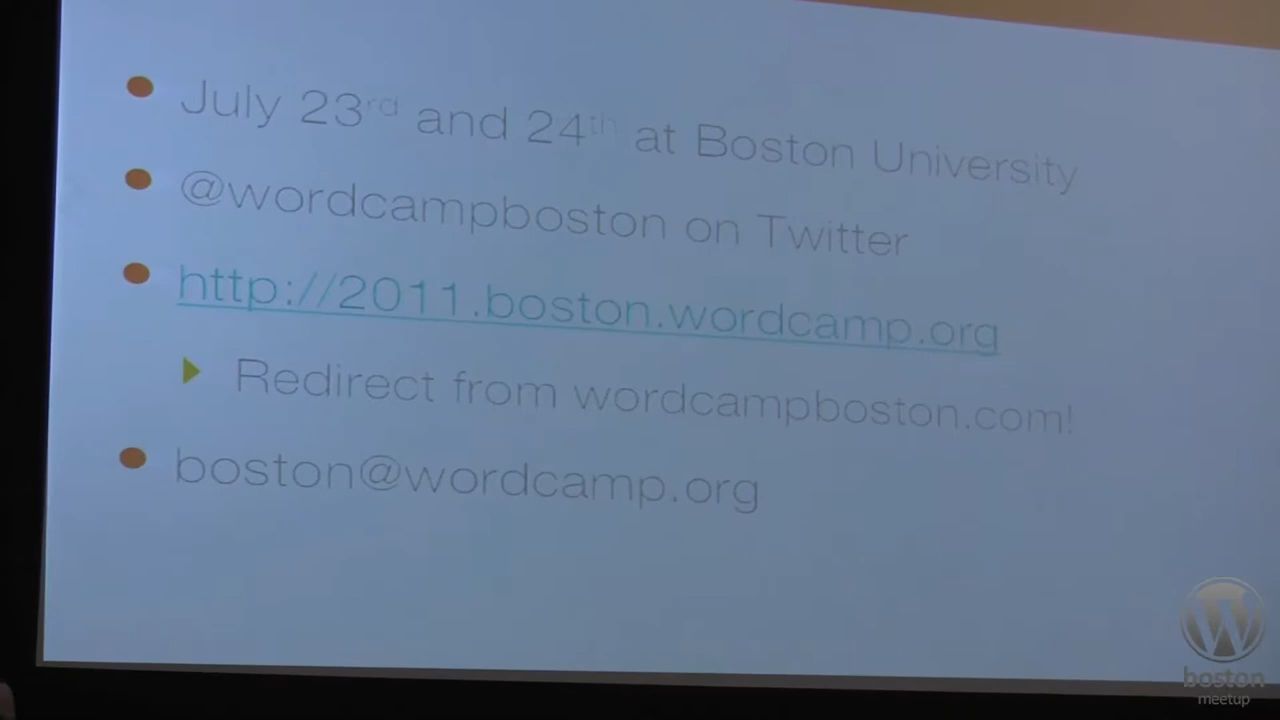 July 23rd and 24th at Boston University
@wordcampboston on Twitter
http://2011.boston.wordcamp.org
Redirect from wordcampboston.com!
boston@wordcamp.org
boston
meetup